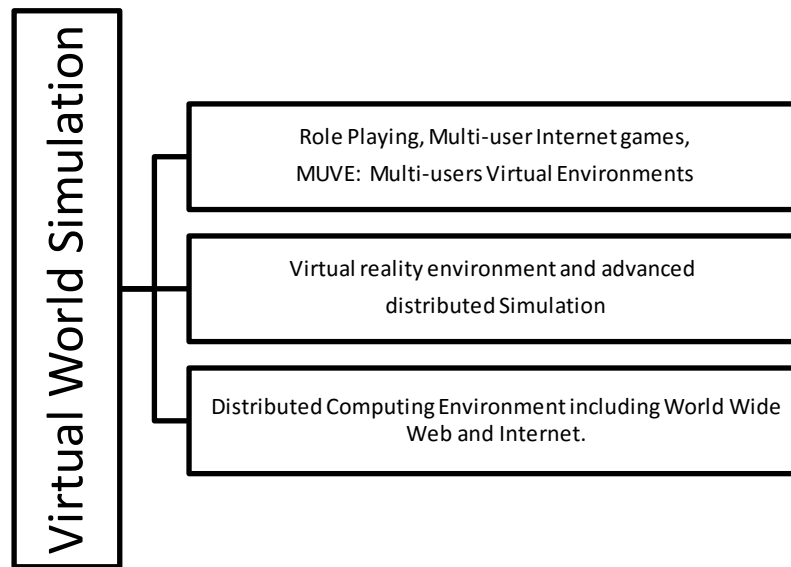 Virtual World Simulation
Role Playing, Multi-user Internet games,
MUVE: Multi-users Virtual Environments
Virtual reality environment and advanced
distributed Simulation
Distributed Computing Environment including World Wide
Web and Internet.